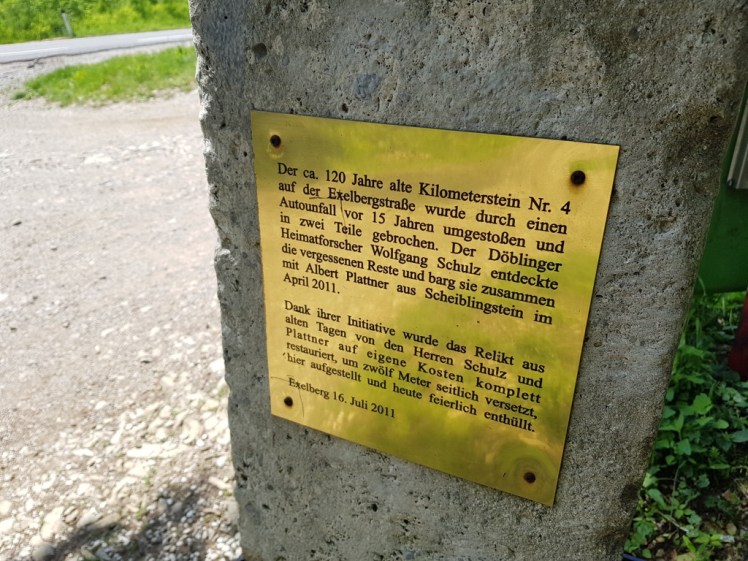 Der ca. 120 Jahre alte Kilometerstein Nr. 4
auf der Exelbergstraße wurde durch einen
Autounfall vor 15 Jahren umgestoßen und
in zwei Teile gebrochen. Der Döblinger
Heimatforscher Wolfgang Schulz entdeckte
die vergessenen Reste und barg sie zusammen
mit Albert Plattner aus Scheiblingstein im
April 2011.
Dank ihrer Initiative wurde das Relikt aus
alten Tagen von den Herren Schulz und
Plattner auf eigene Kosten komplett
restauriert, um zwölf Meter seitlich versetzt,
hier aufgestellt und heute feierlich enthüllt.
Exelberg 16. Juli 2011